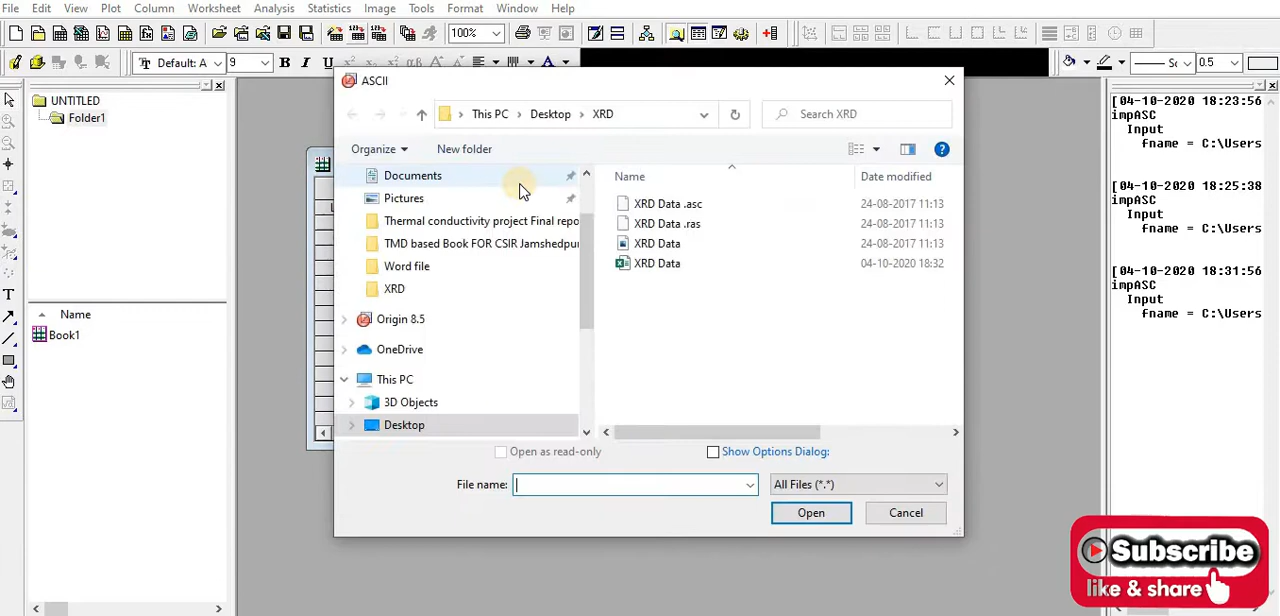 File Edit View Plot Column Worksheet Analysis Statistics Image Tools Format Window Help
100%
Default: A 9 B I U
0.5
ASCII
This PC > Desktop > XRD
Search XRD
Organize New folder
UNTITLED
Folder1
Name
Book1
Documents
Pictures
Thermal conductivity project Final repo
TMD based Book FOR CSIR Jamshedpu
Word file
XRD
Origin 8.5
OneDrive
This PC
3D Objects
Desktop
Name Date modified
XRD Data .asc 24-08-2017 11:13
XRD Data .ras 24-08-2017 11:13
XRD Data 24-08-2017 11:13
XRD Data 04-10-2020 18:32
Open as read-only Show Options Dialog:
File name: All Files (*.*)
Open Cancel
[04-10-2020 18:23:56
impASC
Input
fname = C:\Users
[04-10-2020 18:25:38
impASC
Input
fname = C:\Users
[04-10-2020 18:31:56
impASC
Input
fname = C:\Users
Subscribe
like & share